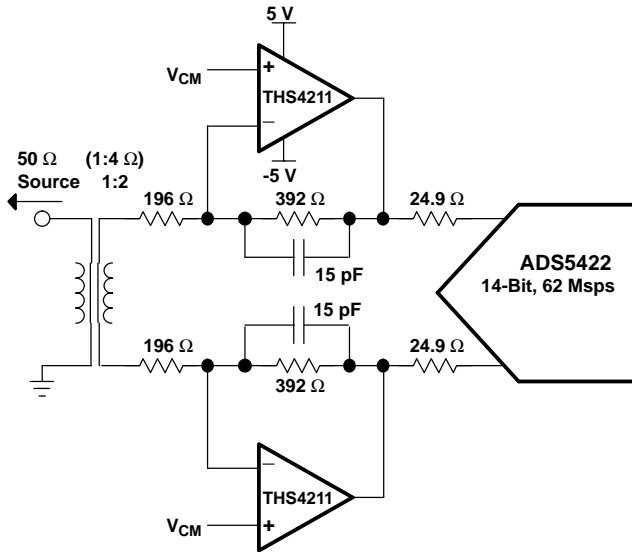 5 V
V_CM
+
THS4211
−
-5 V
50 Ω (1:4 Ω)
Source 1:2
196 Ω
392 Ω
24.9 Ω
15 pF
ADS5422
14-Bit, 62 Msps
15 pF
196 Ω
392 Ω
24.9 Ω
−
THS4211
V_CM
+